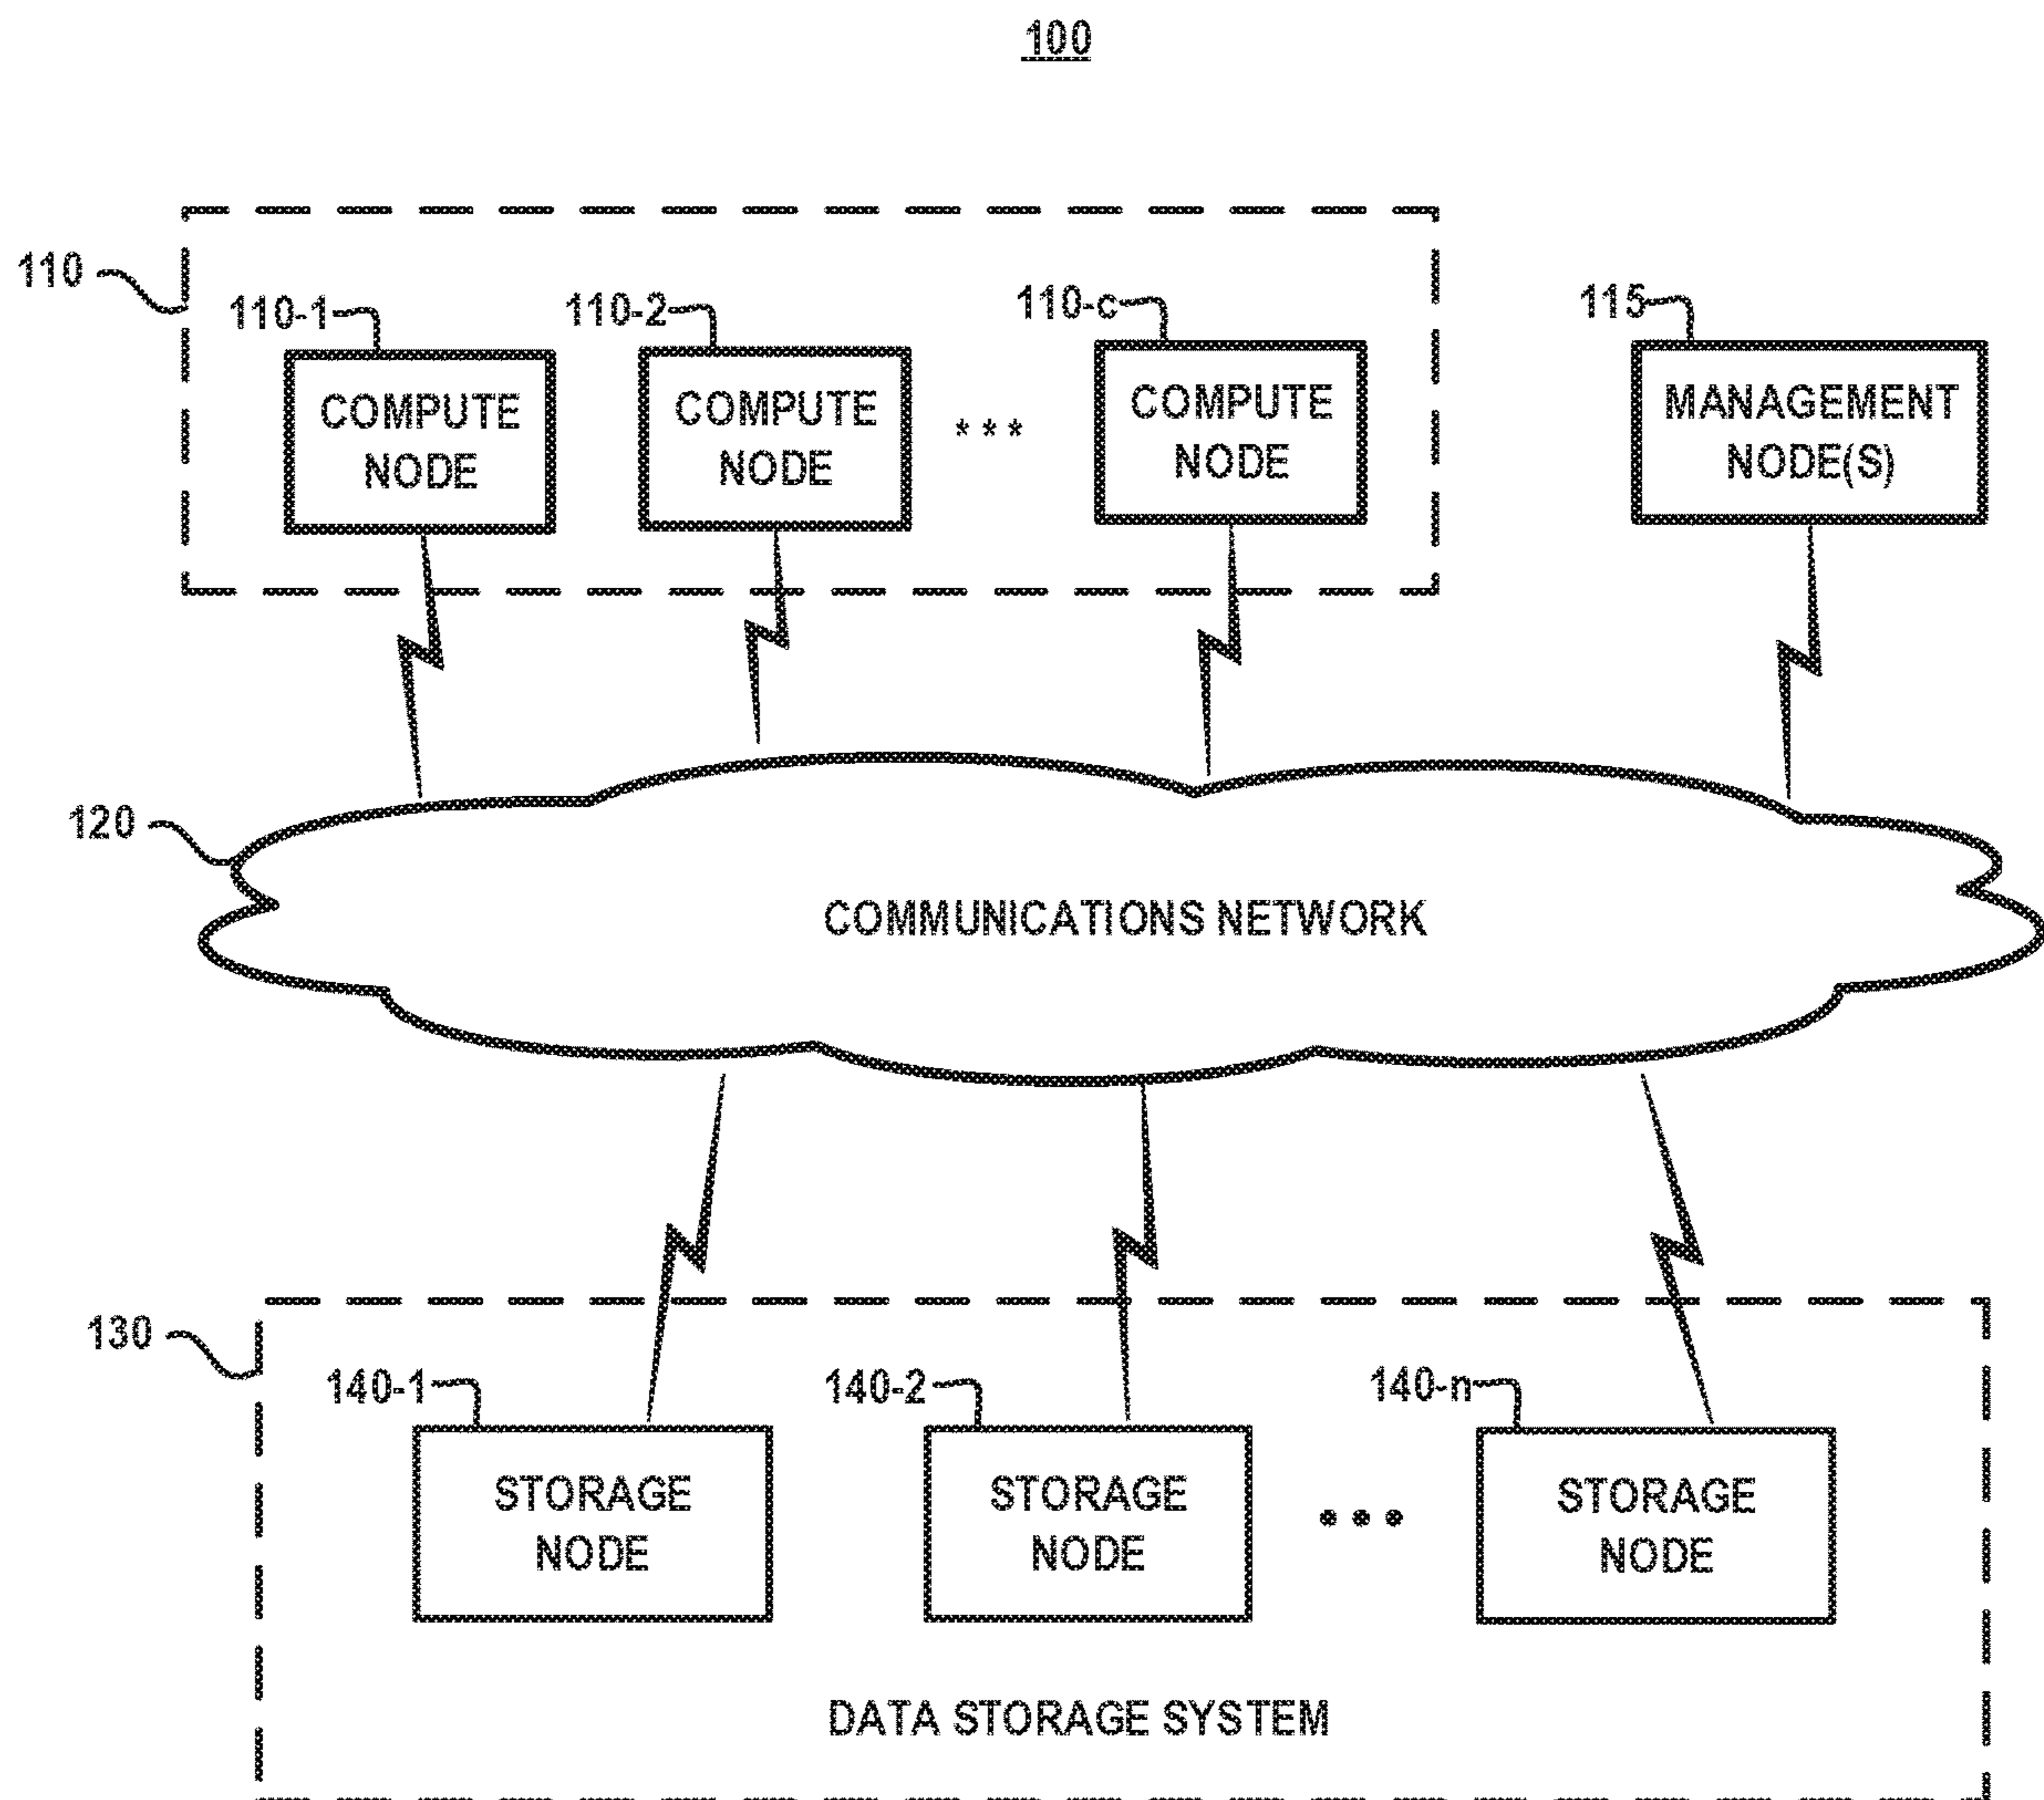 100
110
110-1
110-2
110-c
115
COMPUTE
NODE
COMPUTE
NODE
* * *
COMPUTE
NODE
MANAGEMENT
NODE(S)
120
COMMUNICATIONS NETWORK
130
140-1
140-2
140-n
STORAGE
NODE
STORAGE
NODE
• • •
STORAGE
NODE
DATA STORAGE SYSTEM